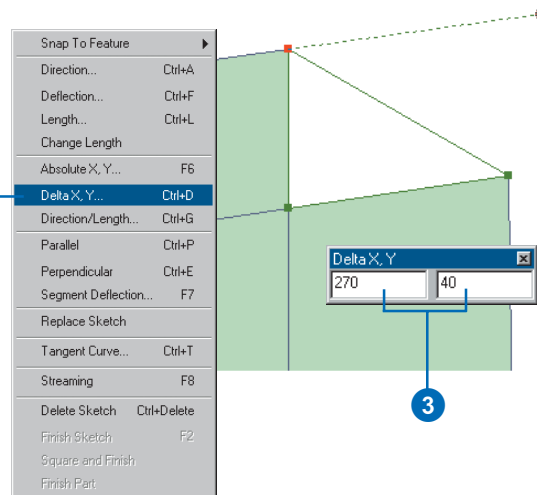 Snap To Feature
Direction... Ctrl+A
Deflection... Ctrl+F
Length... Ctrl+L
Change Length
Absolute X, Y... F6
Delta X, Y... Ctrl+D
Direction/Length... Ctrl+G
Parallel Ctrl+P
Perpendicular Ctrl+E
Segment Deflection... F7
Replace Sketch
Tangent Curve... Ctrl+T
Streaming F8
Delete Sketch Ctrl+Delete
Finish Sketch F2
Square and Finish
Finish Part
Delta X, Y
270 40
3